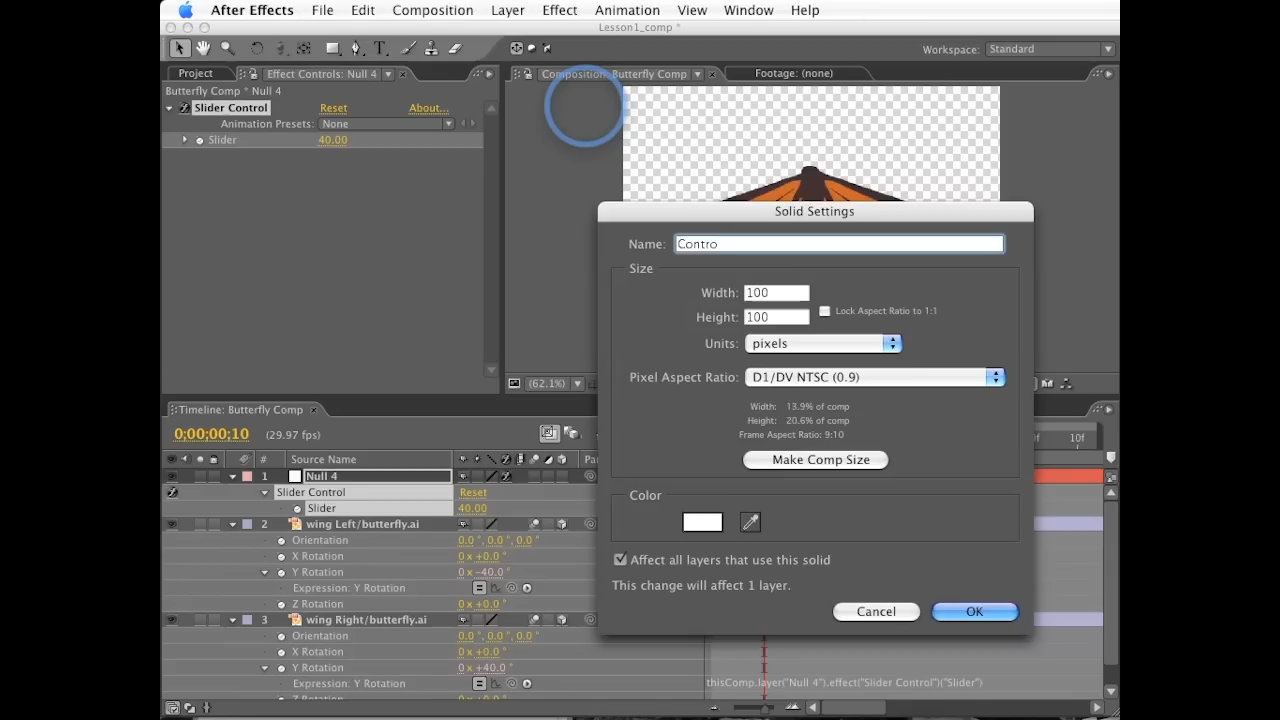 After Effects File Edit Composition Layer Effect Animation View Window Help
Lesson1_comp *
Workspace: Standard
Project Effect Controls: Null 4 Composition: Butterfly Comp Footage: (none)
Butterfly Comp * Null 4
Slider Control Reset About...
Animation Presets: None
Slider 40.00
Solid Settings
Name: Contro
Size
Width: 100
Height: 100
Lock Aspect Ratio to 1:1
Units: pixels
Pixel Aspect Ratio: D1/DV NTSC (0.9)
Width: 13.9% of comp
Height: 20.6% of comp
Frame Aspect Ratio: 9:10
Make Comp Size
Color
Affect all layers that use this solid
This change will affect 1 layer.
Cancel OK
(62.1%)
Timeline: Butterfly Comp
0;00;00;10 (29.97 fps)
10f
# Source Name
1 Null 4
Slider Control Reset
Slider 40.00
2 wing Left/butterfly.ai
Orientation 0.0 °, 0.0 °, 0.0 °
X Rotation 0 x +0.0 °
Y Rotation 0 x -40.0 °
Expression: Y Rotation
Z Rotation 0 x +0.0 °
3 wing Right/butterfly.ai
Orientation 0.0 °, 0.0 °, 0.0 °
X Rotation 0 x +0.0 °
Y Rotation 0 x +40.0 °
Expression: Y Rotation thisComp.layer("Null 4").effect("Slider Control")("Slider")